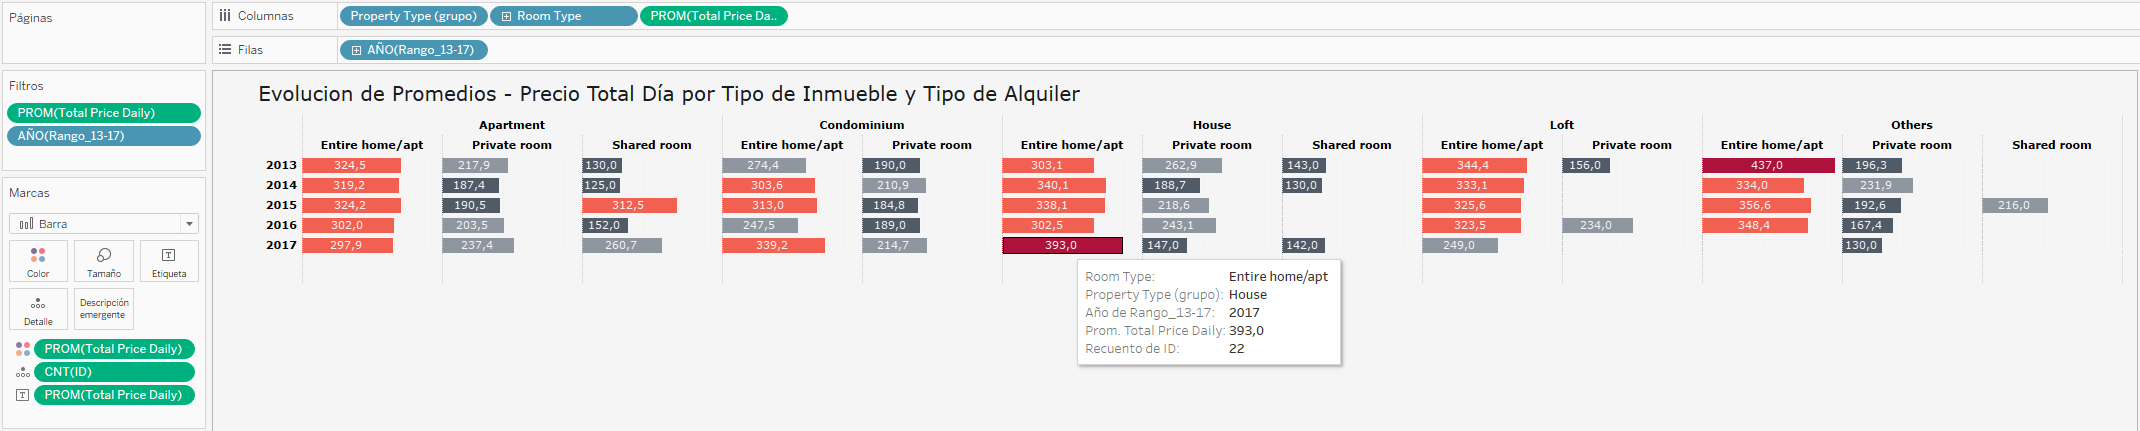 Páginas
Columnas Property Type (grupo) Room Type PROM(Total Price Da..
Filas AÑO(Rango_13-17)
Filtros
PROM(Total Price Daily)
AÑO(Rango_13-17)
Marcas
Barra
Color Tamaño Etiqueta
Detalle Descripción emergente
PROM(Total Price Daily)
CNT(ID)
PROM(Total Price Daily)
Evolucion de Promedios - Precio Total Día por Tipo de Inmueble y Tipo de Alquiler
Apartment Condominium House Loft Others
Entire home/apt Private room Shared room Entire home/apt Private room Entire home/apt Private room Shared room Entire home/apt Private room Entire home/apt Private room Shared room
2013 324,5 217,9 130,0 274,4 190,0 303,1 262,9 143,0 344,4 156,0 437,0 196,3
2014 319,2 187,4 125,0 303,6 210,9 340,1 188,7 130,0 333,1 334,0 231,9
2015 324,2 190,5 312,5 313,0 184,8 338,1 218,6 325,6 356,6 192,6 216,0
2016 302,0 203,5 152,0 247,5 189,0 302,5 243,1 323,5 234,0 348,4 167,4
2017 297,9 237,4 260,7 339,2 214,7 393,0 147,0 142,0 249,0 130,0
Room Type: Entire home/apt
Property Type (grupo): House
Año de Rango_13-17: 2017
Prom. Total Price Daily: 393,0
Recuento de ID: 22